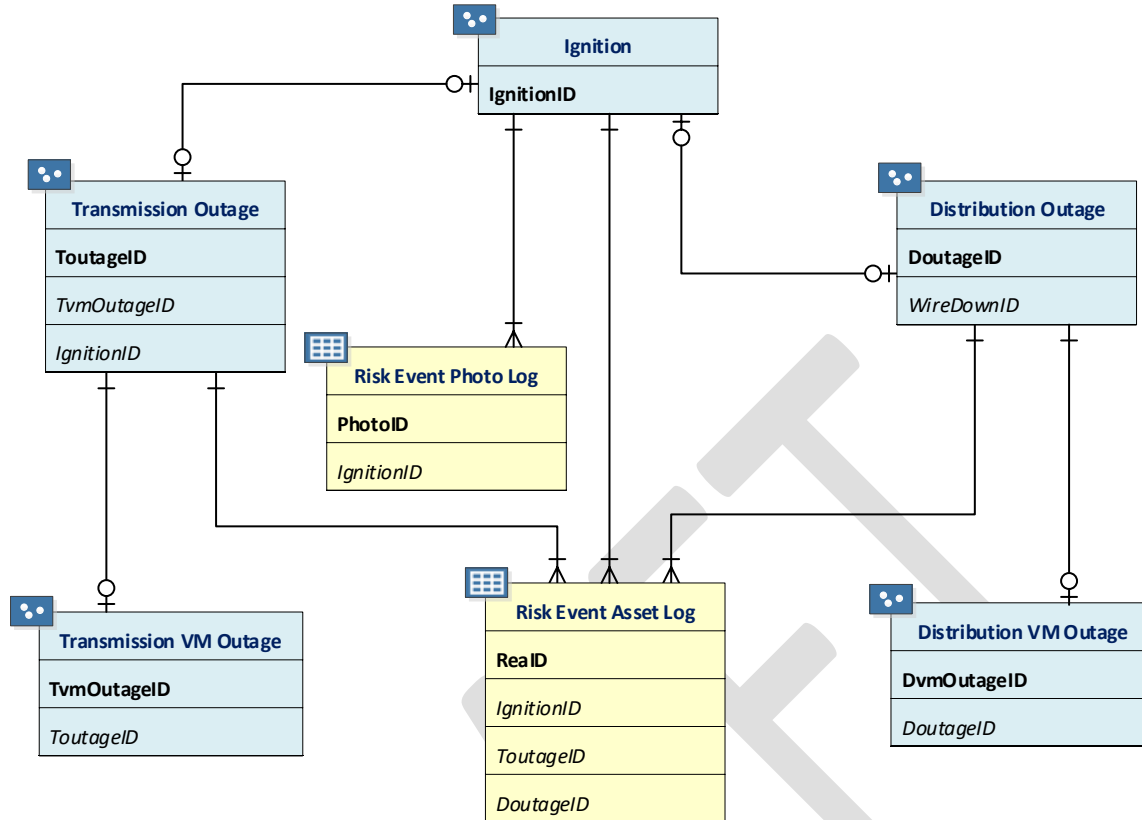 Ignition
IgnitionID
Transmission Outage
ToutageID
TvmOutageID
IgnitionID
Distribution Outage
DoutageID
WireDownID
Risk Event Photo Log
PhotoID
IgnitionID
Transmission VM Outage
TvmOutageID
ToutageID
Risk Event Asset Log
ReaID
IgnitionID
ToutageID
DoutageID
Distribution VM Outage
DvmOutageID
DoutageID